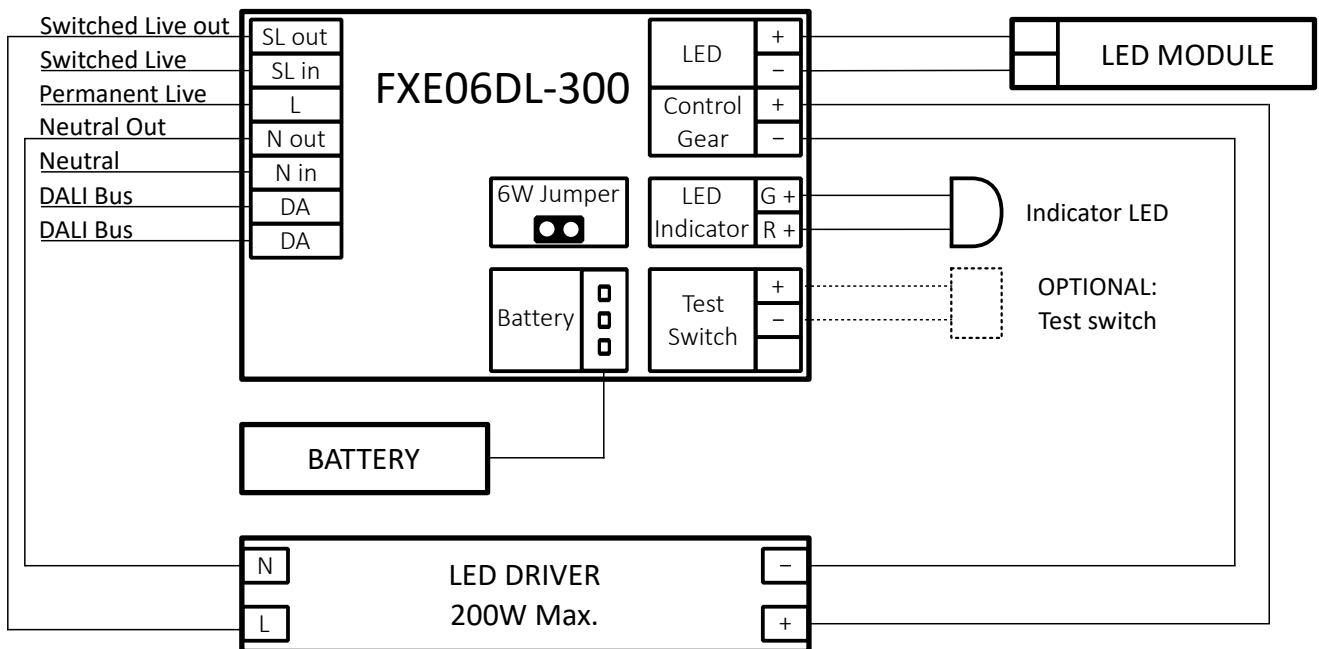 Switched Live out
Switched Live
Permanent Live
Neutral Out
Neutral
DALI Bus
DALI Bus
SL out
SL in
L
N out
N in
DA
DA
FXE06DL-300
6W Jumper
Battery
LED
+
−
Control
Gear
+
−
LED
Indicator
G +
R +
Test
Switch
+
−
LED MODULE
Indicator LED
OPTIONAL:
Test switch
BATTERY
N
L
LED DRIVER
200W Max.
−
+